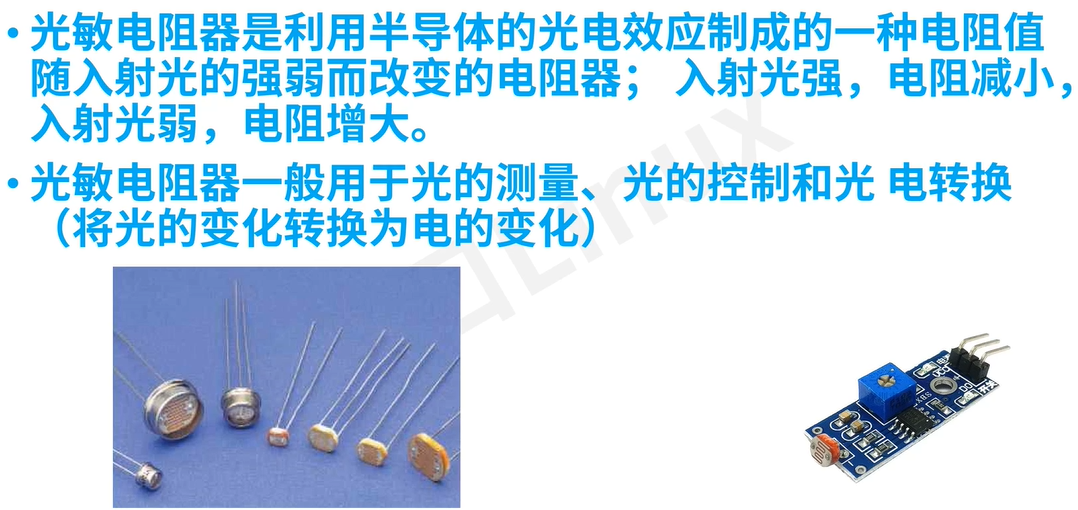 • 光敏电阻器是利用半导体的光电效应制成的一种电阻值
随入射光的强弱而改变的电阻器； 入射光强，电阻减小，
入射光弱，电阻增大。
• 光敏电阻器一般用于光的测量、光的控制和光 电转换
（将光的变化转换为电的变化）